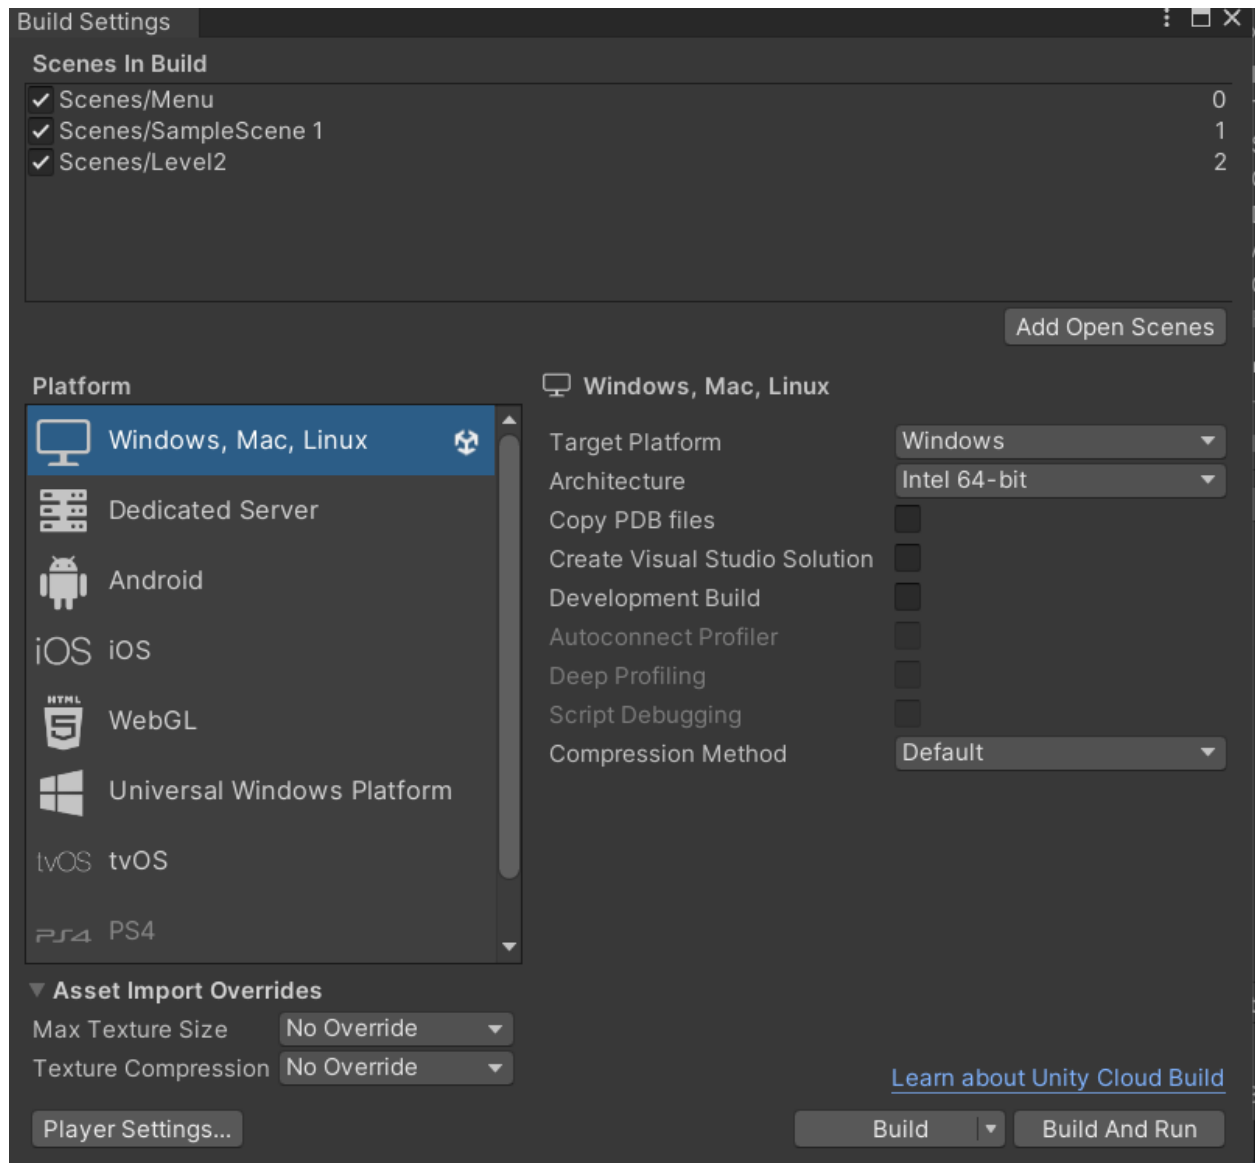 Build Settings
Scenes In Build
Scenes/Menu 0
Scenes/SampleScene 1 1
Scenes/Level2 2
Add Open Scenes
Platform
Windows, Mac, Linux
Dedicated Server
Android
iOS iOS
HTML 5 WebGL
Universal Windows Platform
tvOS tvOS
PS4 PS4
Windows, Mac, Linux
Target Platform Windows
Architecture Intel 64-bit
Copy PDB files
Create Visual Studio Solution
Development Build
Autoconnect Profiler
Deep Profiling
Script Debugging
Compression Method Default
Asset Import Overrides
Max Texture Size No Override
Texture Compression No Override
Learn about Unity Cloud Build
Player Settings... Build Build And Run